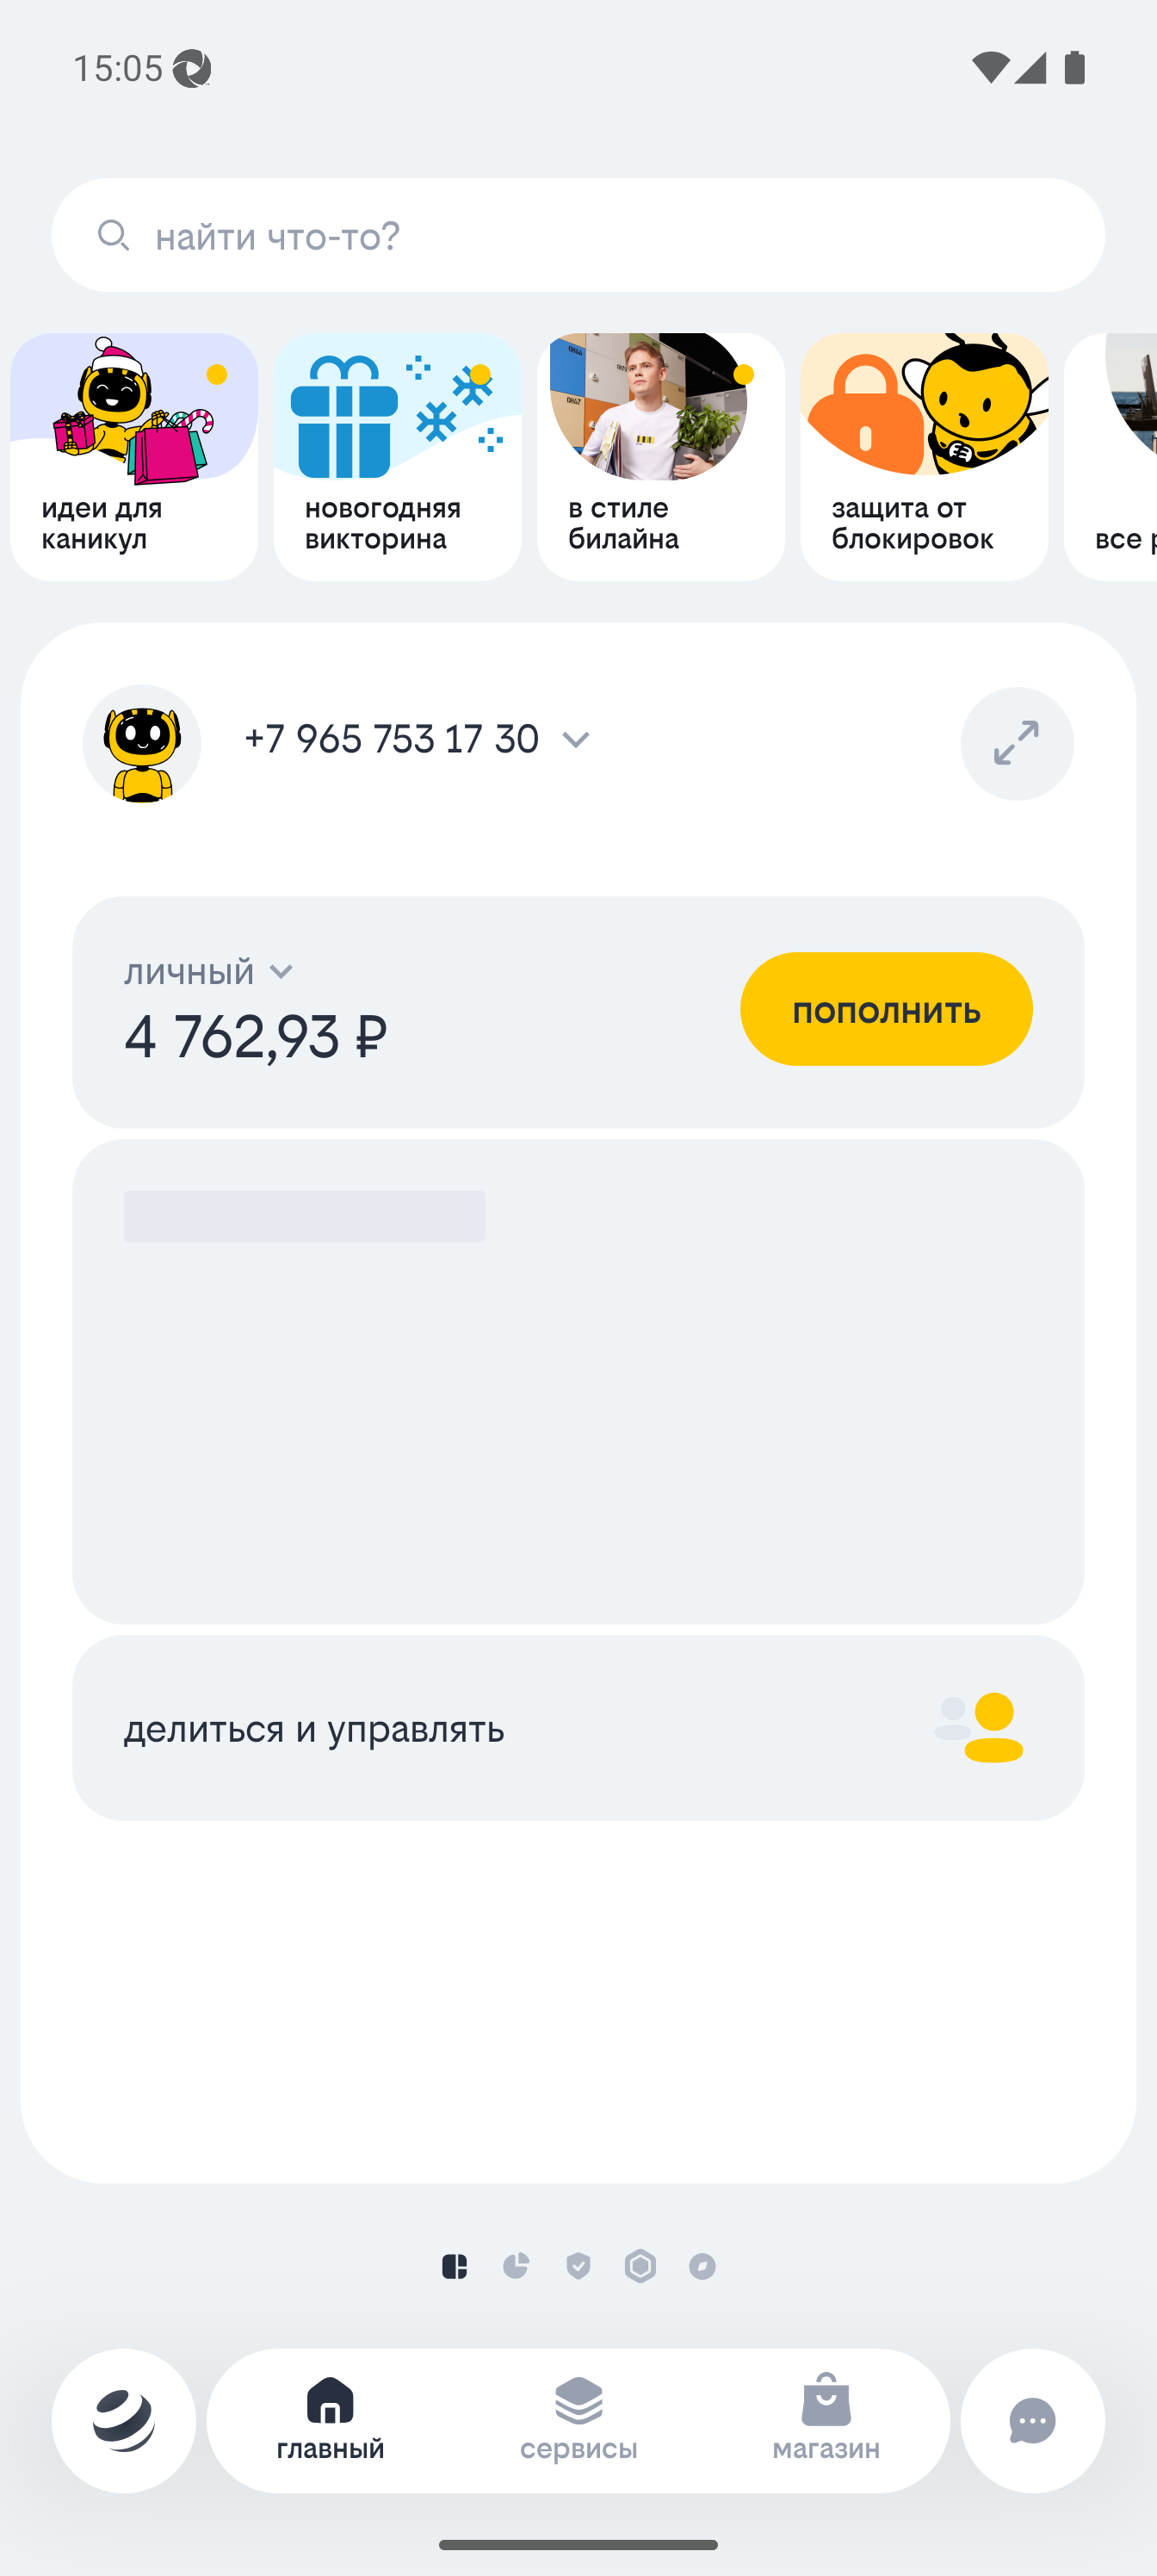 15:05
найти что-то?
идеи для
каникул
новогодняя
викторина
в стиле
билайна
защита от
блокировок
все
+7 965 753 17 30
личный
4 762,93 ₽
пополнить
делиться и управлять
главный
сервисы
магазин